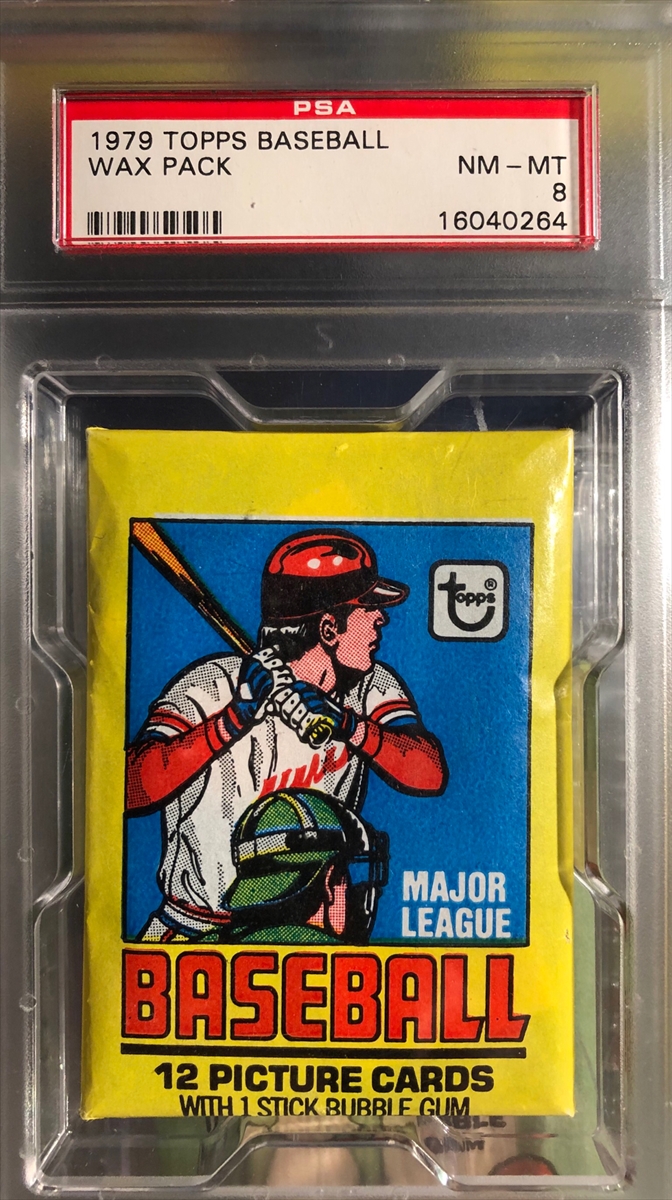 PSA
1979 TOPPS BASEBALL
WAX PACK
NM - MT
8
16040264
topps®
MAJOR
LEAGUE
BASEBALL
12 PICTURE CARDS
WITH 1 STICK BUBBLE GUM